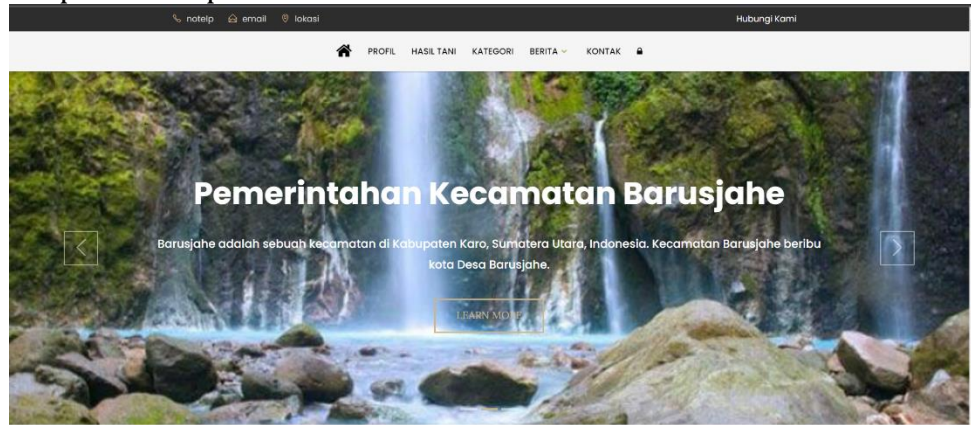 notelp email lokasi Hubungi Kami
PROFIL HASIL TANI KATEGORI BERITA KONTAK
Pemerintahan Kecamatan Barusjahe
Barusjahe adalah sebuah kecamatan di Kabupaten Karo, Sumatera Utara, Indonesia. Kecamatan Barusjahe beribu
kota Desa Barusjahe.
LEARN MORE